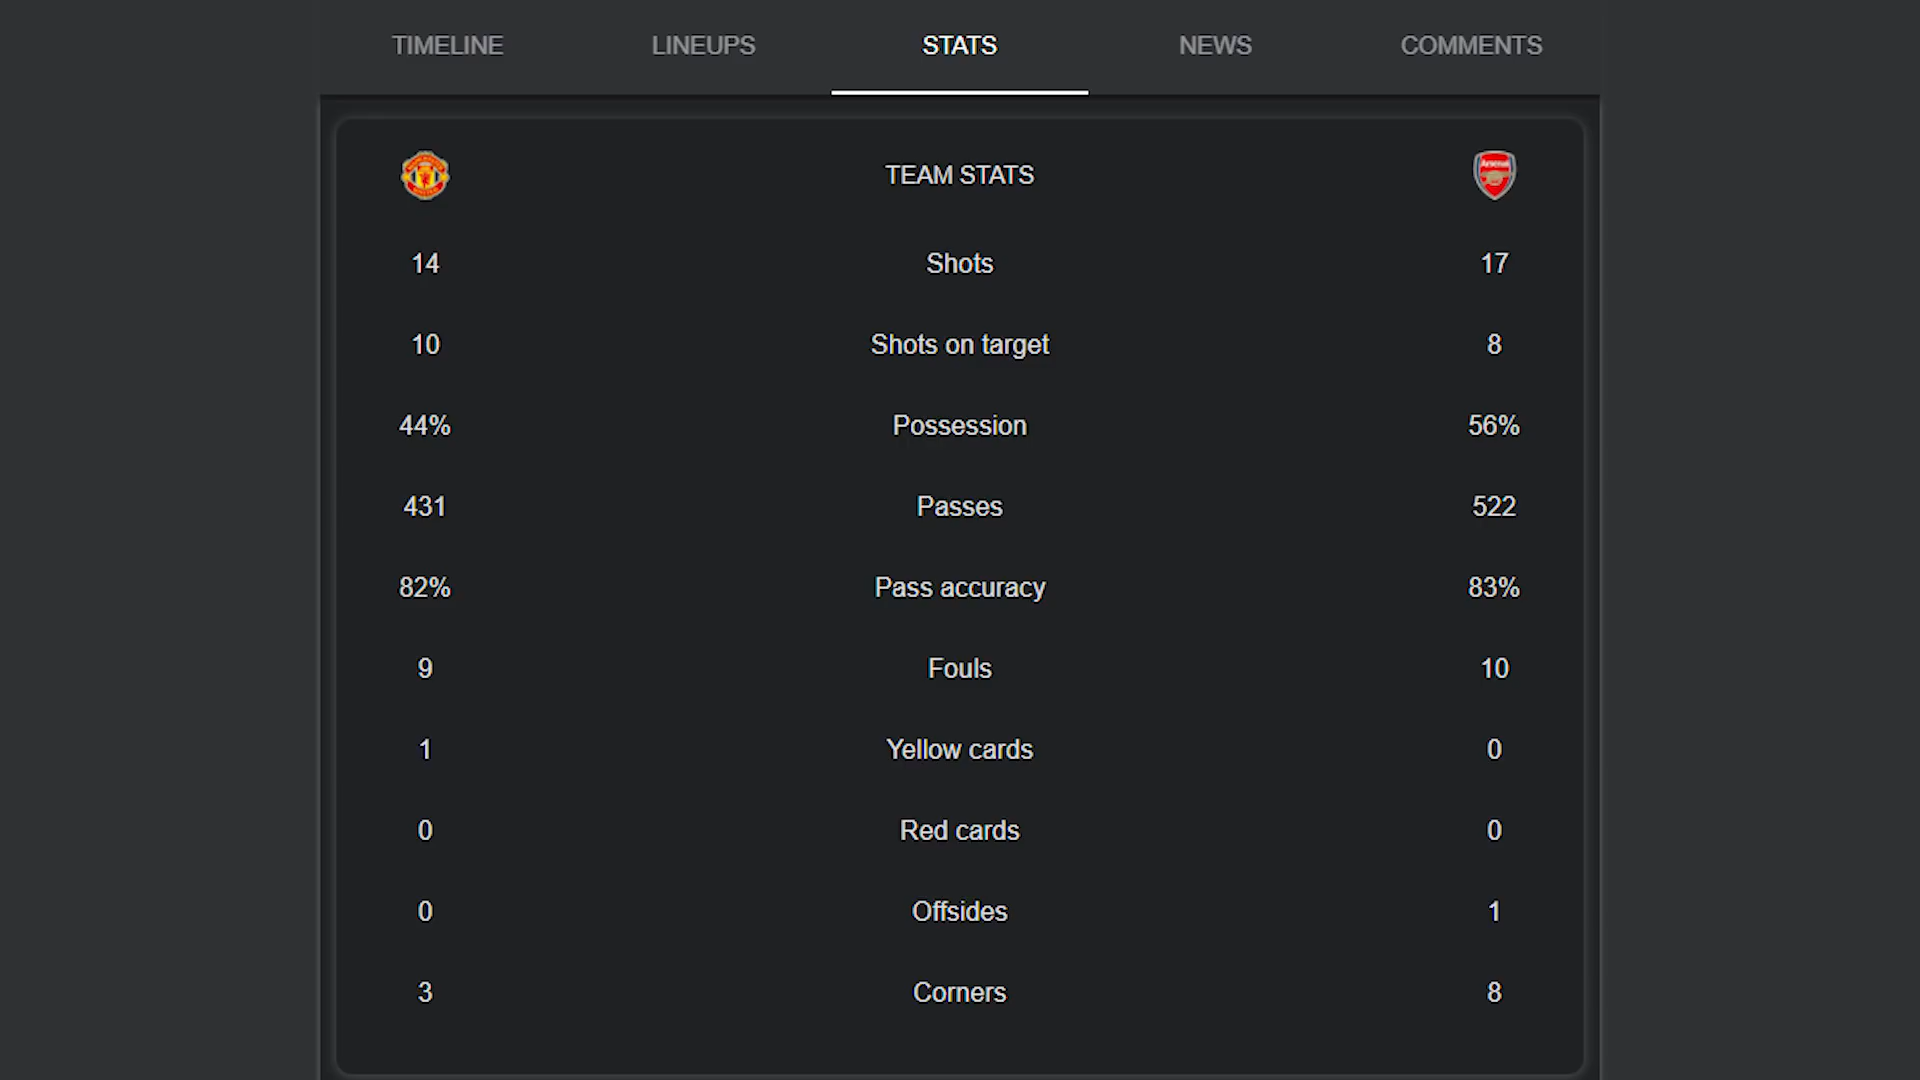 TIMELINE LINEUPS STATS NEWS COMMENTS
TEAM STATS Arsenal
14 Shots 17
10 Shots on target 8
44% Possession 56%
431 Passes 522
82% Pass accuracy 83%
9 Fouls 10
1 Yellow cards 0
0 Red cards 0
0 Offsides 1
3 Corners 8